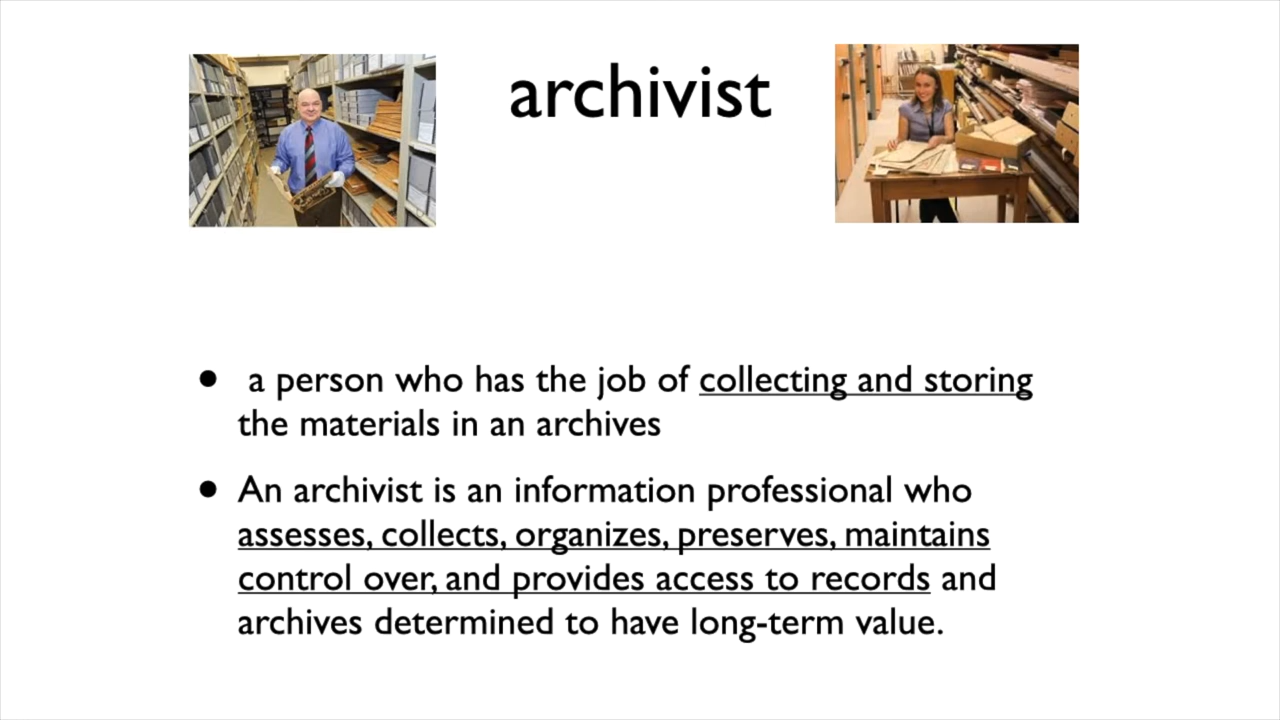 archivist
• a person who has the job of collecting and storing
the materials in an archives
• An archivist is an information professional who
assesses, collects, organizes, preserves, maintains
control over, and provides access to records and
archives determined to have long-term value.